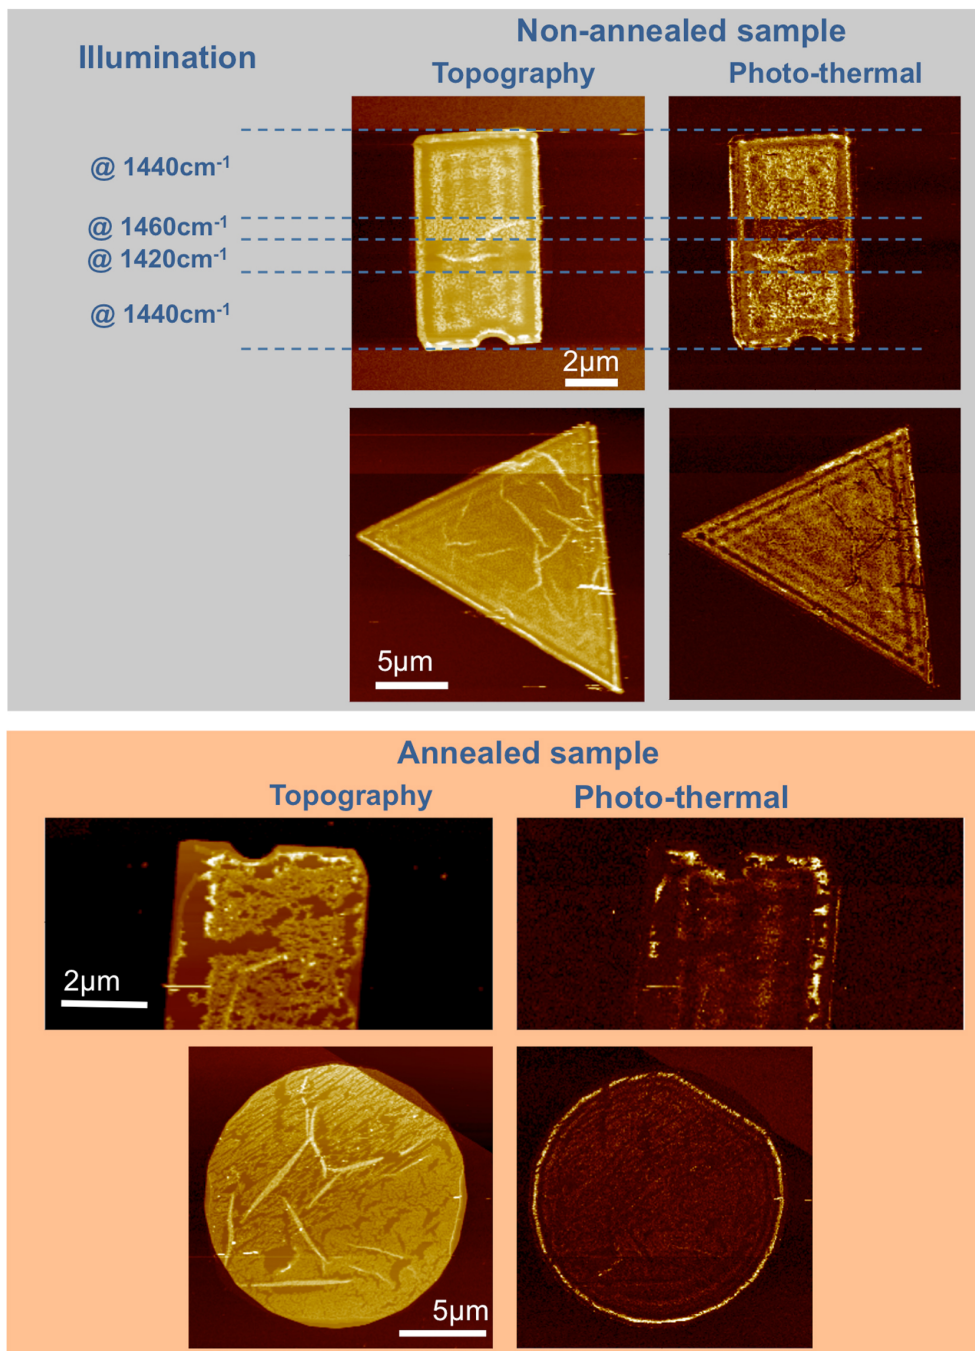 Non-annealed sample
Illumination
Topography Photo-thermal
@ 1440cm⁻¹
@ 1460cm⁻¹
@ 1420cm⁻¹
@ 1440cm⁻¹
2μm
5μm
Annealed sample
Topography Photo-thermal
2μm
5μm